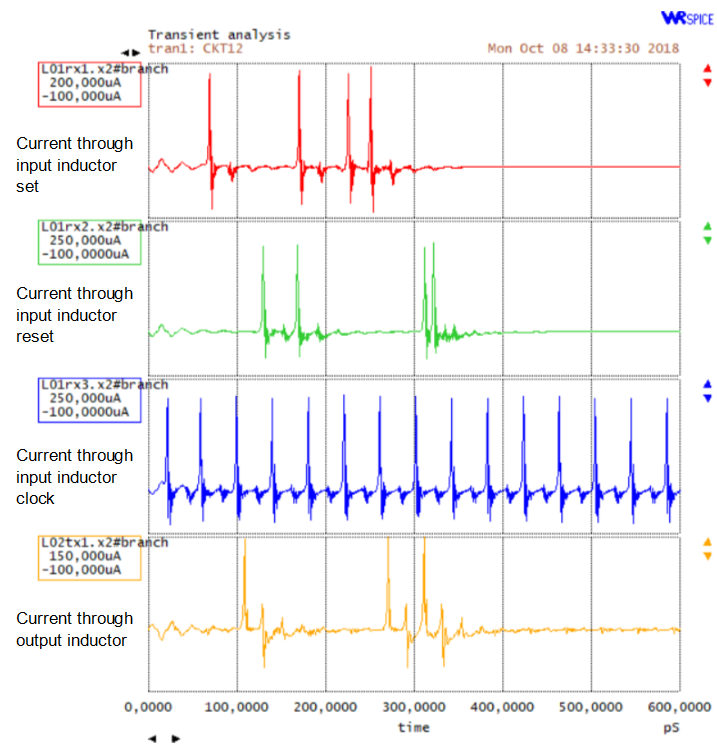 WRSPICE
Transient analysis
tran1: CKT12 Mon Oct 08 14:33:30 2018
L01rx1.x2#branch
200,000uA
-100,000uA
Current through
input inductor
set
L01rx2.x2#branch
250,000uA
-100,0000uA
Current through
input inductor
reset
L01rx3.x2#branch
250,000uA
-100,0000uA
Current through
input inductor
clock
L02tx1.x2#branch
150,000uA
-100,000uA
Current through
output inductor
0,0000 100,0000 200,0000 300,0000 400,0000 500,0000 600,0000
time pS